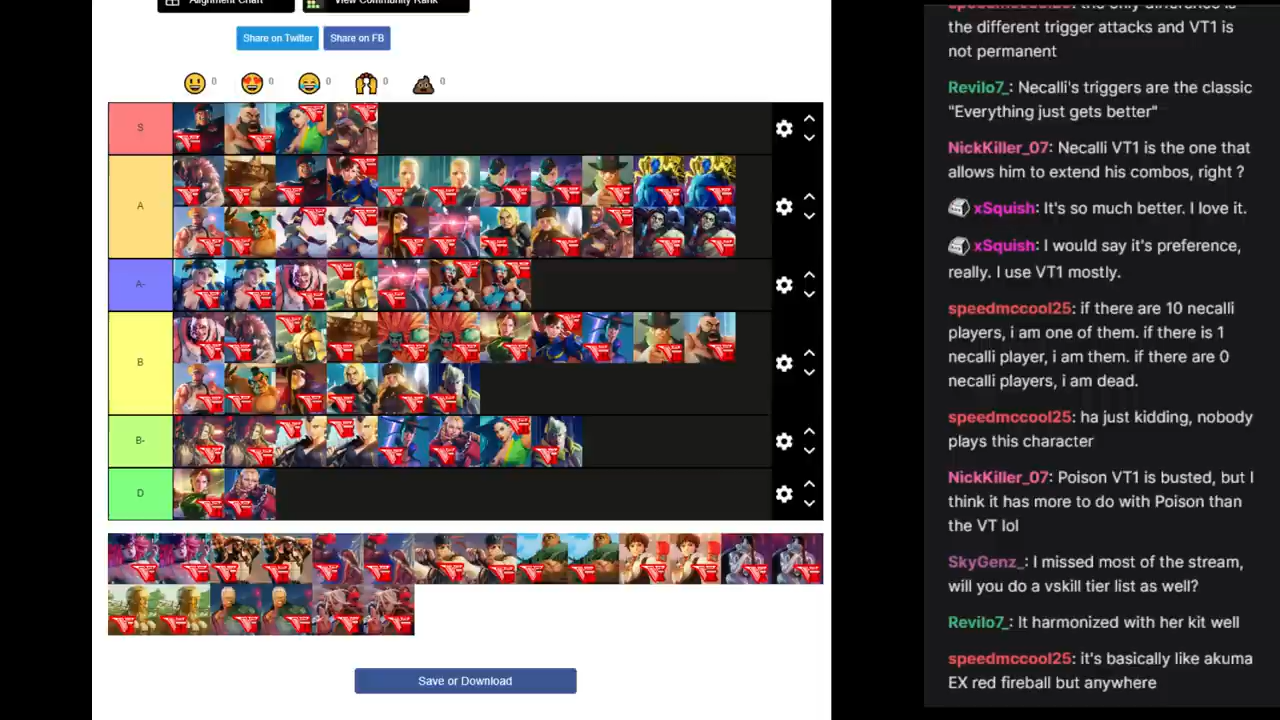 Alignment Chart
View Community Rank
Share on Twitter
Share on FB
0
0
0
0
0
S
A
A-
B
B-
D
Save or Download
the different trigger attacks and VT1 is
not permanent
Revilo7_: Necalli's triggers are the classic
"Everything just gets better"
NickKiller_07: Necalli VT1 is the one that
allows him to extend his combos, right ?
xSquish: It's so much better. I love it.
xSquish: I would say it's preference,
really. I use VT1 mostly.
speedmccool25: if there are 10 necalli
players, i am one of them. if there is 1
necalli player, i am them. if there are 0
necalli players, i am dead.
speedmccool25: ha just kidding, nobody
plays this character
NickKiller_07: Poison VT1 is busted, but I
think it has more to do with Poison than
the VT lol
SkyGenz_: I missed most of the stream,
will you do a vskill tier list as well?
Revilo7_: It harmonized with her kit well
speedmccool25: it's basically like akuma
EX red fireball but anywhere